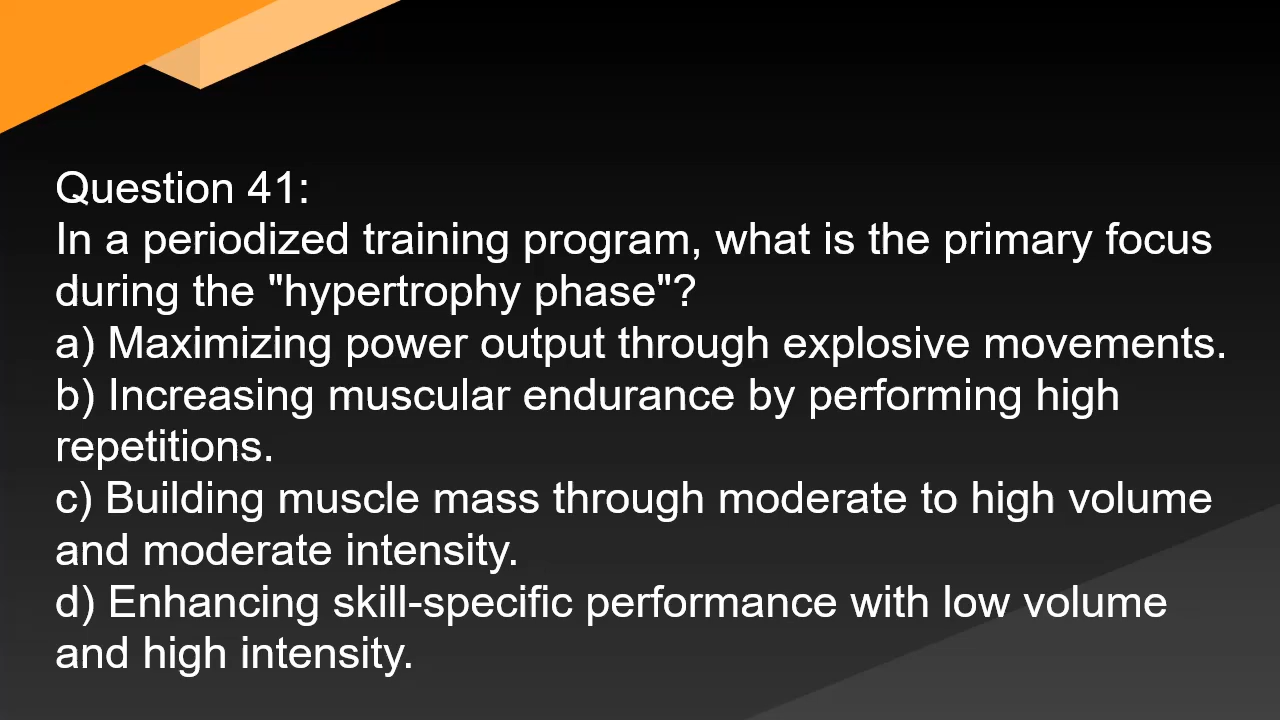 Question 41:
In a periodized training program, what is the primary focus
during the "hypertrophy phase"?
a) Maximizing power output through explosive movements.
b) Increasing muscular endurance by performing high
repetitions.
c) Building muscle mass through moderate to high volume
and moderate intensity.
d) Enhancing skill-specific performance with low volume
and high intensity.